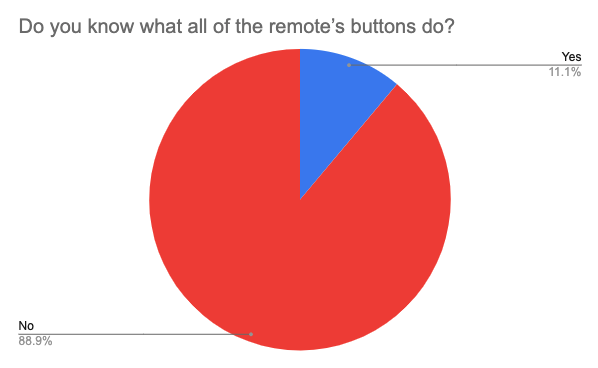 Do you know what all of the remote’s buttons do?
Yes
11.1%
No
88.9%